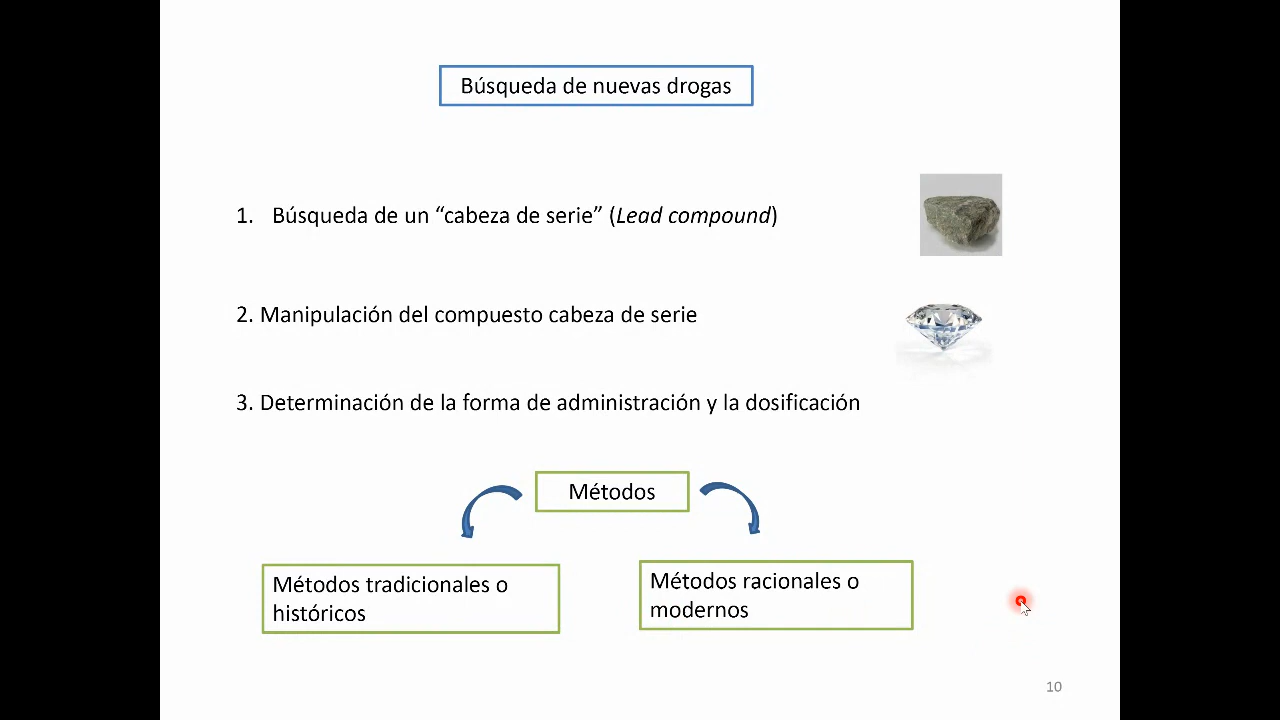 Búsqueda de nuevas drogas
1. Búsqueda de un “cabeza de serie” (Lead compound)
2. Manipulación del compuesto cabeza de serie
3. Determinación de la forma de administración y la dosificación
Métodos
Métodos tradicionales o
históricos
Métodos racionales o
modernos
10